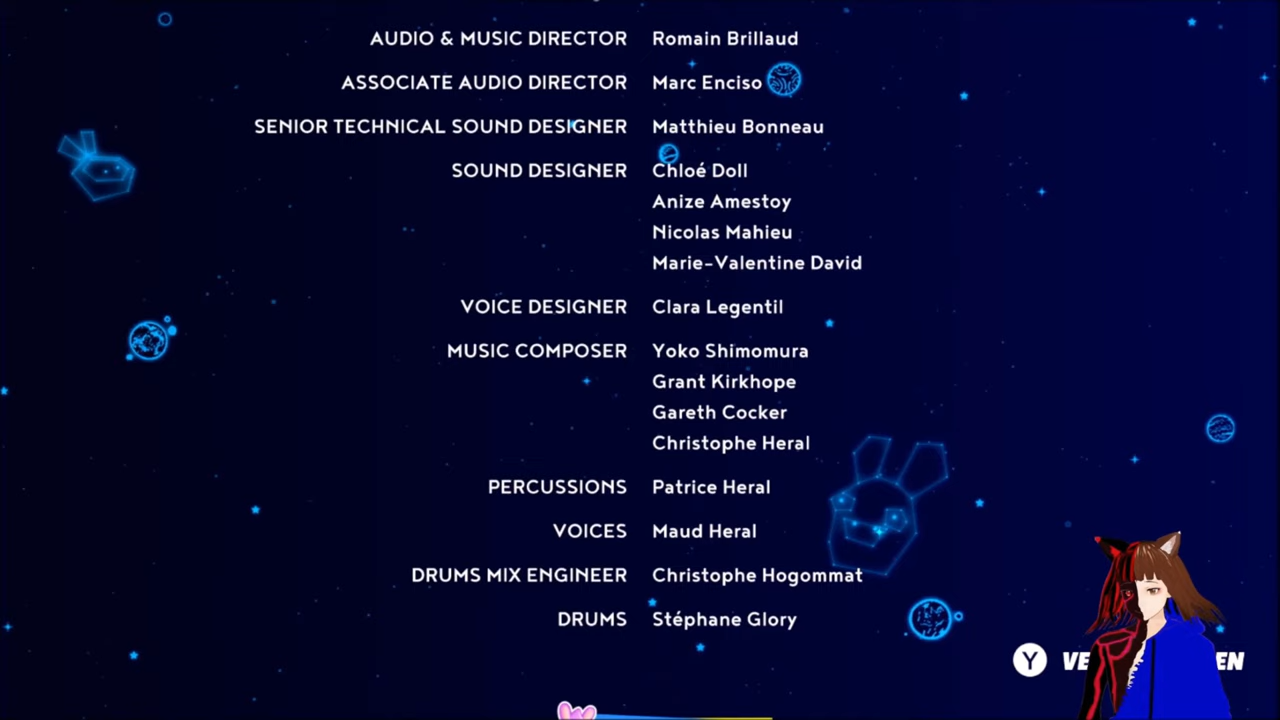 AUDIO & MUSIC DIRECTOR Romain Brillaud
ASSOCIATE AUDIO DIRECTOR Marc Enciso
SENIOR TECHNICAL SOUND DESIGNER Matthieu Bonneau
SOUND DESIGNER Chloé Doll
Anize Amestoy
Nicolas Mahieu
Marie-Valentine David
VOICE DESIGNER Clara Legentil
MUSIC COMPOSER Yoko Shimomura
Grant Kirkhope
Gareth Cocker
Christophe Heral
PERCUSSIONS Patrice Heral
VOICES Maud Heral
DRUMS MIX ENGINEER Christophe Hogommat
DRUMS Stéphane Glory
Y